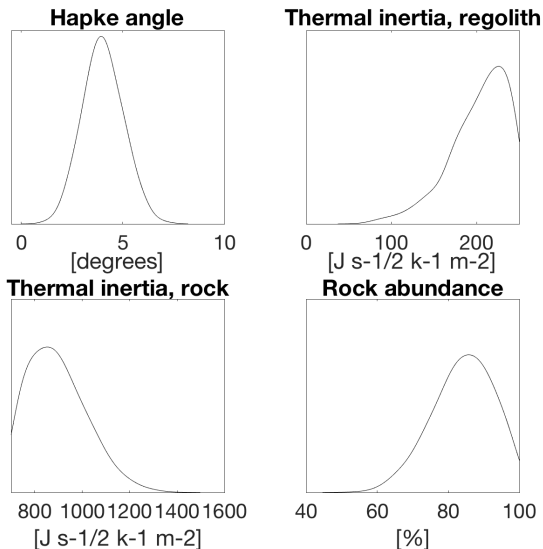 Hapke angle
0 5 10
[degrees]
Thermal inertia, regolith
0 100 200
[J s-1/2 k-1 m-2]
Thermal inertia, rock
800 1000 1200 1400 1600
[J s-1/2 k-1 m-2]
Rock abundance
40 60 80 100
[%]